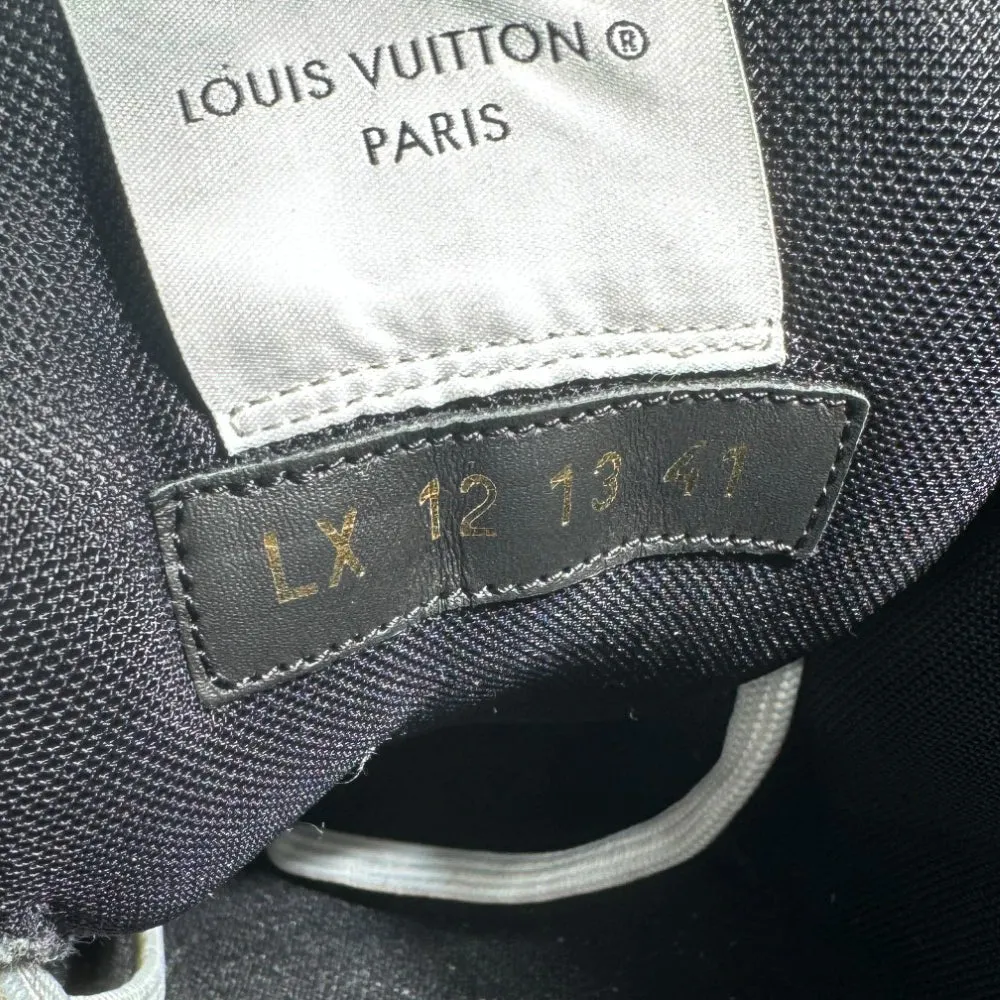 LOUIS VUITTON ®
PARIS
LX 12 13 41